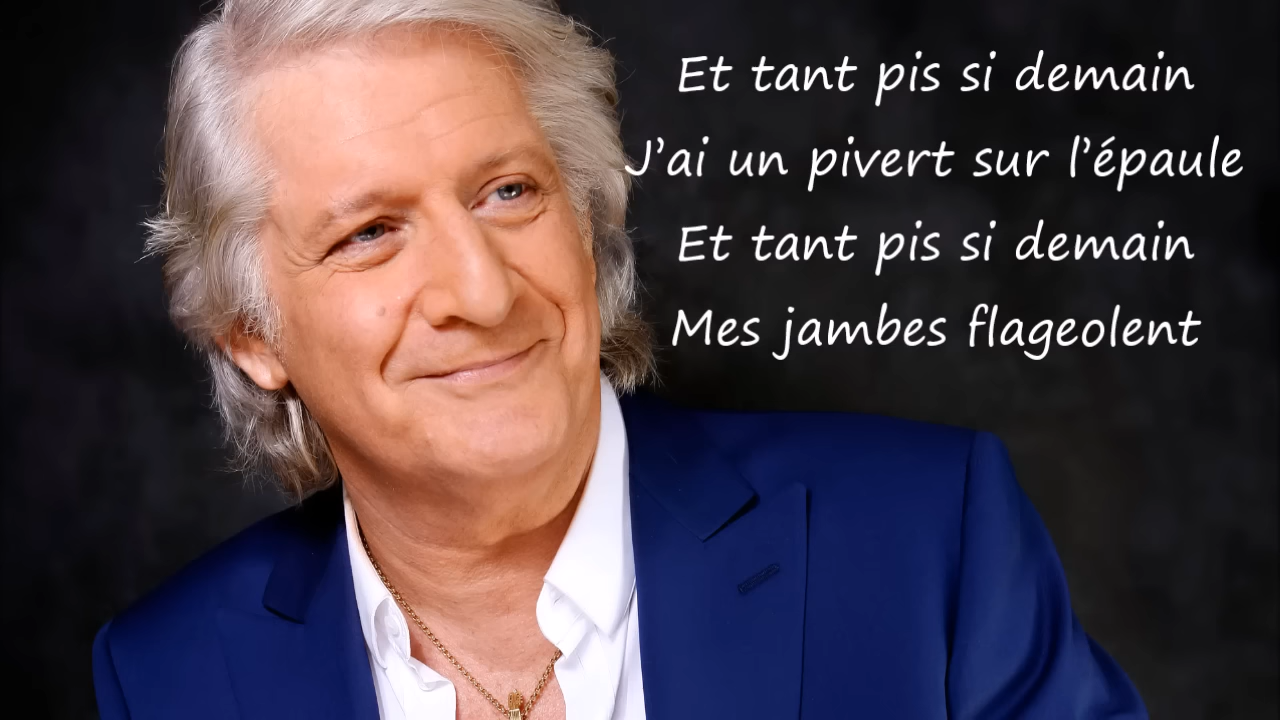 Et tant pis si demain
J'ai un pivert sur l'épaule
Et tant pis si demain
Mes jambes flageolent